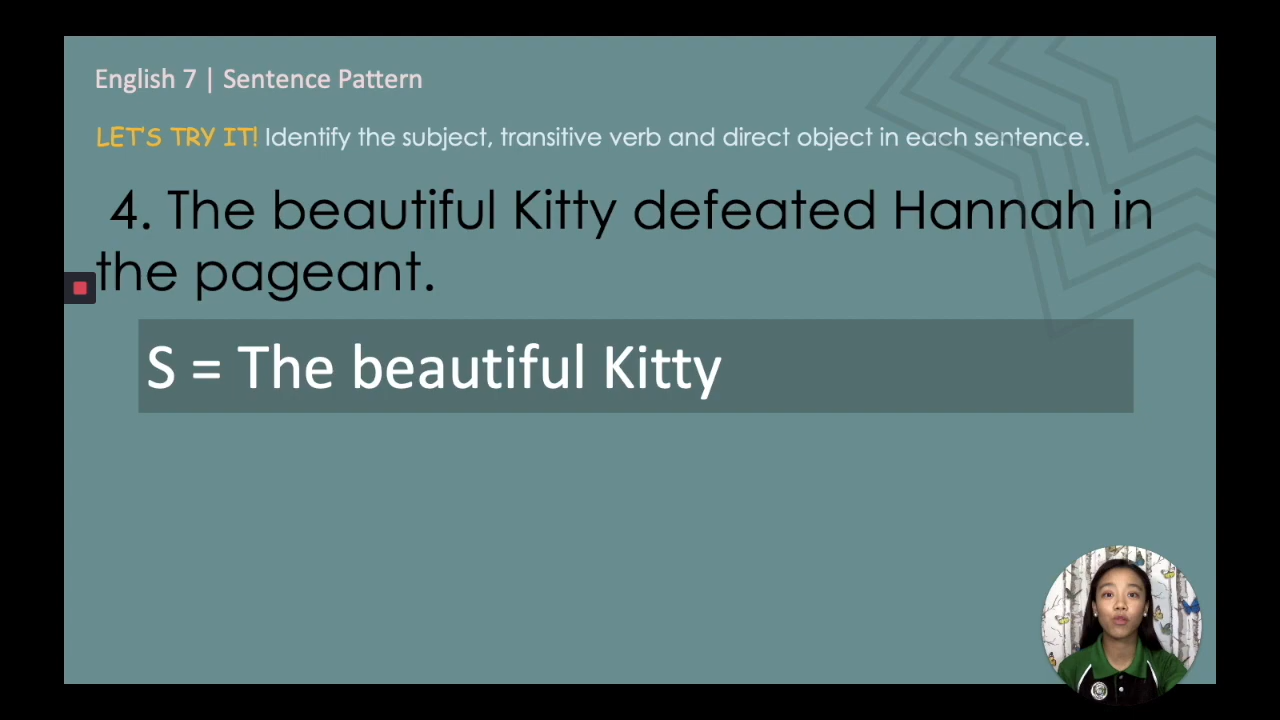 English 7 | Sentence Pattern
LET'S TRY IT! Identify the subject, transitive verb and direct object in each sentence.
4. The beautiful Kitty defeated Hannah in
the pageant.
S = The beautiful Kitty